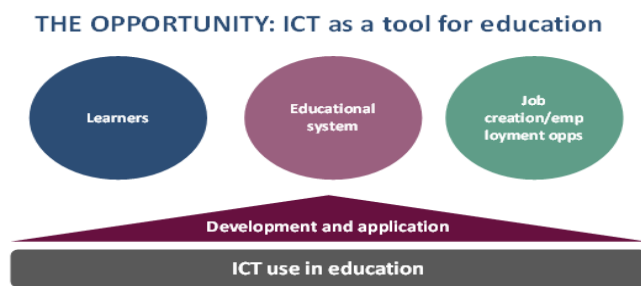 THE OPPORTUNITY: ICT as a tool for education
Learners
Educational
system
Job
creation/emp
loyment opps
Development and application
ICT use in education